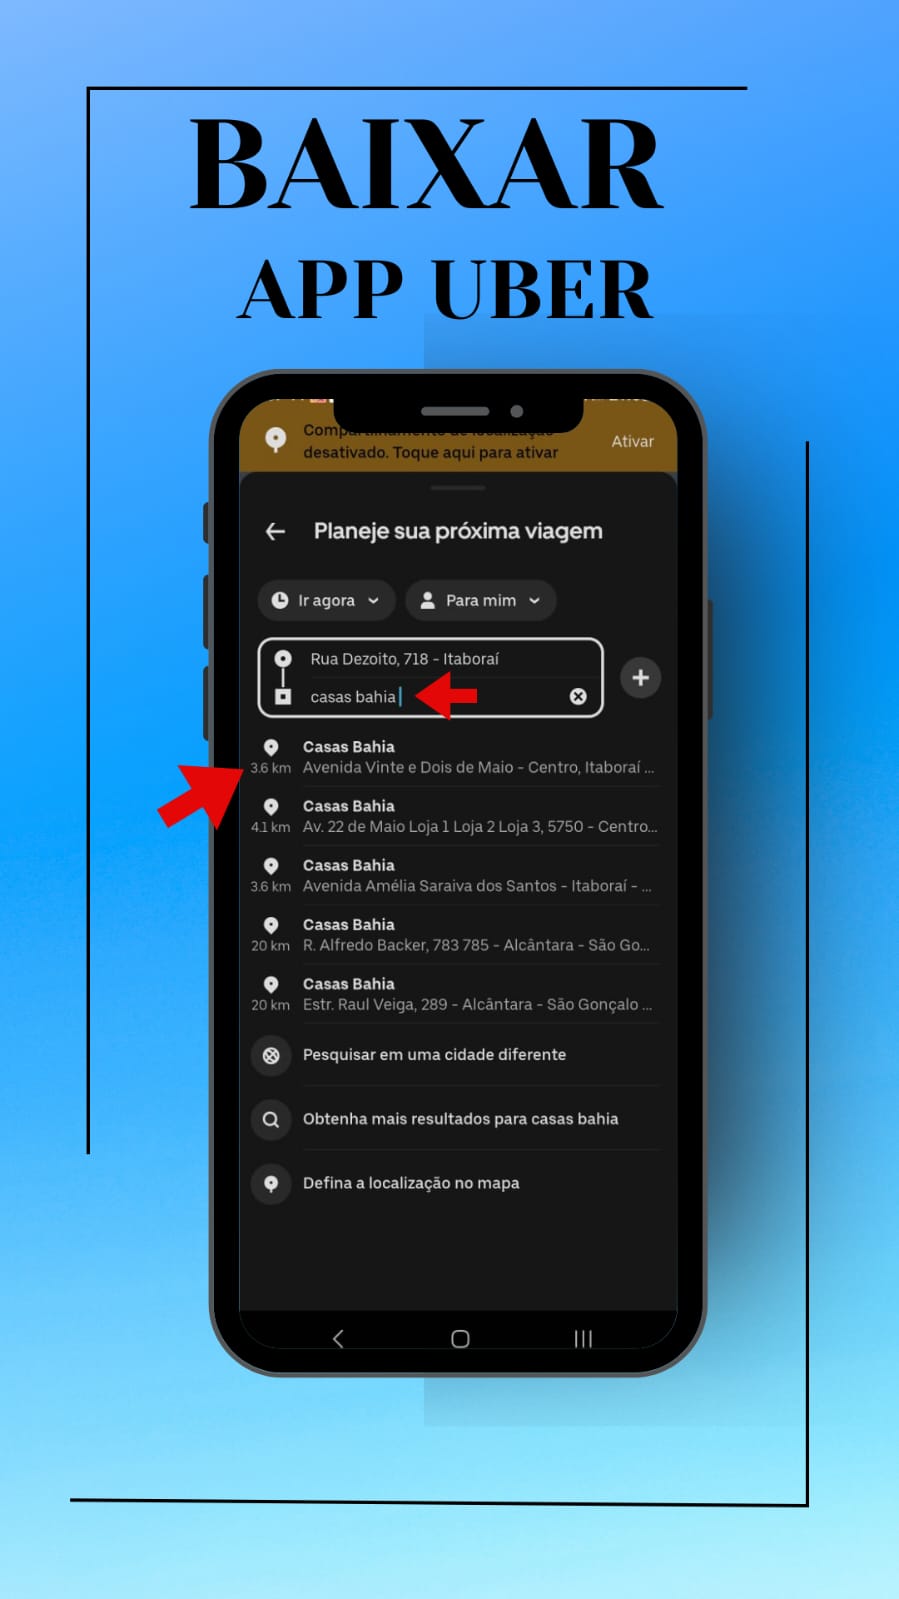 BAIXAR
APP UBER
desativado. Toque aqui para ativar
Ativar
Planeje sua próxima viagem
Ir agora
Para mim
Rua Dezoito, 718 - Itaboraí
casas bahia
Casas Bahia
3.6 km Avenida Vinte e Dois de Maio - Centro, Itaboraí ...
Casas Bahia
4.1 km Av. 22 de Maio Loja 1 Loja 2 Loja 3, 5750 - Centro...
Casas Bahia
3.6 km Avenida Amélia Saraiva dos Santos - Itaboraí - ...
Casas Bahia
20 km R. Alfredo Backer, 783 785 - Alcântara - São Go...
Casas Bahia
20 km Estr. Raul Veiga, 289 - Alcântara - São Gonçalo ...
Pesquisar em uma cidade diferente
Obtenha mais resultados para casas bahia
Defina a localização no mapa